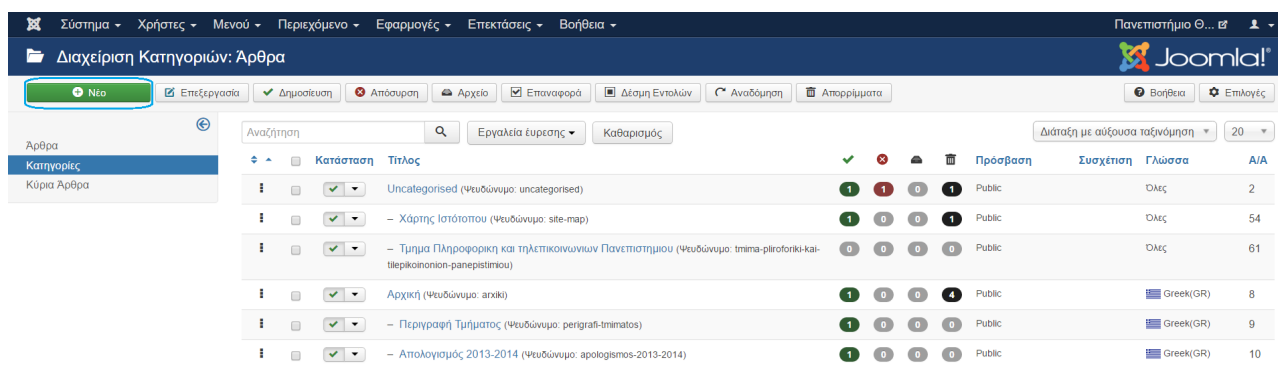 Σύστημα Χρήστες Μενού Περιεχόμενο Εφαρμογές Επεκτάσεις Βοήθεια Πανεπιστήμιο Θ...
Διαχείριση Κατηγοριών: Άρθρα Joomla!®
Νέο Επεξεργασία Δημοσίευση Απόσυρση Αρχείο Επαναφορά Δέσμη Εντολών Αναδόμηση Απορρίμματα Βοήθεια Επιλογές
Αναζήτηση Εργαλεία έυρεσης Καθαρισμός Διάταξη με αύξουσα ταξινόμηση 20
Άρθρα
Κατηγορίες
Κύρια Άρθρα
Κατάσταση Τίτλος Πρόσβαση Συσχέτιση Γλώσσα A/A
Uncategorised (Ψευδώνυμο: uncategorised) 1 1 0 1 Public Όλες 2
– Χάρτης Ιστότοπου (Ψευδώνυμο: site-map) 1 0 0 1 Public Όλες 54
– Τμημα Πληροφορικη και τηλεπικοινωνιων Πανεπιστημιου (Ψευδώνυμο: tmima-pliroforiki-kai- 0 0 0 0 Public Όλες 61
tilepikoinonion-panepistimiou)
Αρχική (Ψευδώνυμο: arxiki) 1 0 0 4 Public Greek(GR) 8
– Περιγραφή Τμήματος (Ψευδώνυμο: perigrafi-tmimatos) 1 0 0 0 Public Greek(GR) 9
– Απολογισμός 2013-2014 (Ψευδώνυμο: apologismos-2013-2014) 1 0 0 0 Public Greek(GR) 10